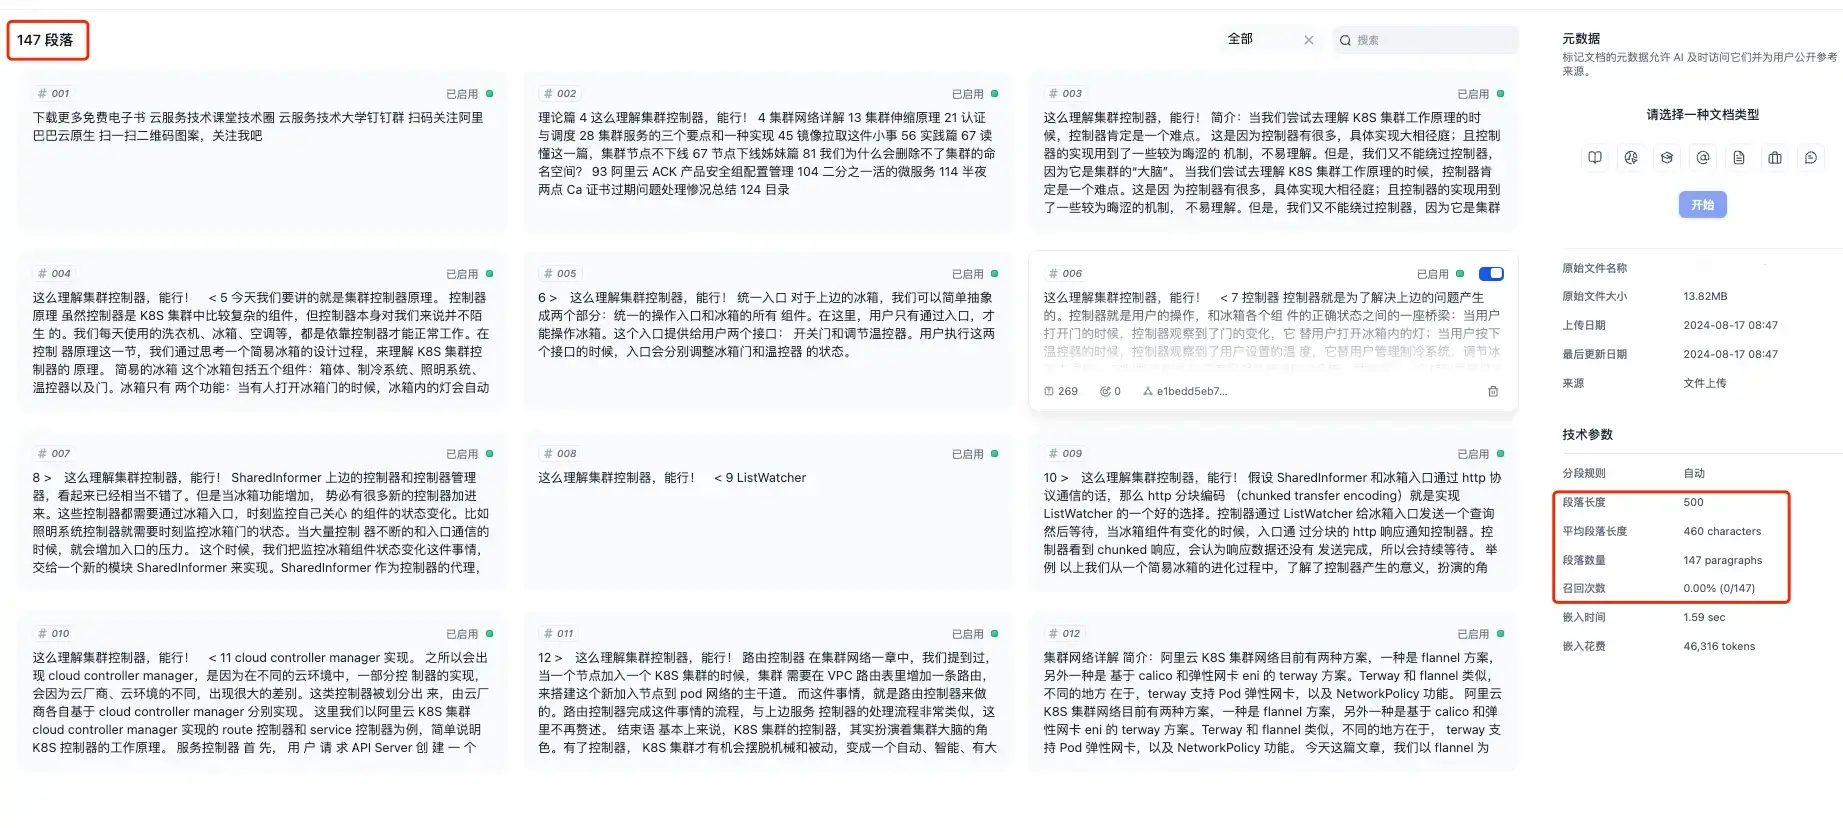 147 段落
全部
搜索
# 001
已启用
下载更多免费电子书 云服务技术课堂技术圈 云服务技术大学钉钉群 扫码关注阿里
巴巴云原生 扫一扫二维码图案，关注我吧
# 002
已启用
理论篇 4 这么理解集群控制器，能行！ 4 集群网络详解 13 集群伸缩原理 21 认证
与调度 28 集群服务的三个要点和一种实现 45 镜像拉取这件小事 56 实践篇 67 读
懂这一篇，集群节点不下线 67 节点下线姊妹篇 81 我们为什么会删除不了集群的命
名空间？ 93 阿里云 ACK 产品安全组配置管理 104 二分之一活的微服务 114 半夜
两点 Ca 证书过期问题处理惨况总结 124 目录
# 003
已启用
这么理解集群控制器，能行！ 简介：当我们尝试去理解 K8S 集群工作原理的时
候，控制器肯定是一个难点。 这是因为控制器有很多，具体实现大相径庭；且控制
器的实现用到了一些较为晦涩的 机制，不易理解。但是，我们又不能绕过控制器，
因为它是集群的“大脑”。 当我们尝试去理解 K8S 集群工作原理的时候，控制器肯
定是一个难点。这是因 为控制器有很多，具体实现大相径庭；且控制器的实现用到
了一些较为晦涩的机制， 不易理解。但是，我们又不能绕过控制器，因为它是集群
# 004
已启用
这么理解集群控制器，能行！ < 5 今天我们要讲的就是集群控制器原理。 控制器
原理 虽然控制器是 K8S 集群中比较复杂的组件，但控制器本身对我们来说并不陌
生 的。我们每天使用的洗衣机、冰箱、空调等，都是依靠控制器才能正常工作。在
控制 器原理这一节，我们通过思考一个简易冰箱的设计过程，来理解 K8S 集群控
制器的 原理。 简易的冰箱 这个冰箱包括五个组件：箱体、制冷系统、照明系统、
温控器以及门。冰箱只有 两个功能：当有人打开冰箱门的时候，冰箱内的灯会自动
# 005
已启用
6 > 这么理解集群控制器，能行！ 统一入口 对于上边的冰箱，我们可以简单抽象
成两个部分：统一的操作入口和冰箱的所有 组件。在这里，用户只有通过入口，才
能操作冰箱。这个入口提供给用户两个接口： 开关门和调节温控器。用户执行这两
个接口的时候，入口会分别调整冰箱门和温控器 的状态。
# 006
已启用
这么理解集群控制器，能行！ < 7 控制器 控制器就是为了解决上边的问题产生
的。控制器就是用户的操作，和冰箱各个组 件的正确状态之间的一座桥梁：当用户
打开门的时候，控制器观察到了门的变化，它 替用户打开冰箱内的灯；当用户按下
温控器的时候，控制器观察到了用户设置的温 度，它替用户管理制冷系统，调节冰
269
0
e1bedd5eb7...
# 007
已启用
8 > 这么理解集群控制器，能行！ SharedInformer 上边的控制器和控制器管理
器，看起来已经相当不错了。但是当冰箱功能增加， 势必有很多新的控制器加进
来。这些控制器都需要通过冰箱入口，时刻监控自己关心 的组件的状态变化。比如
照明系统控制器就需要时刻监控冰箱门的状态。当大量控制 器不断的和入口通信的
时候，就会增加入口的压力。 这个时候，我们把监控冰箱组件状态变化这件事情，
交给一个新的模块 SharedInformer 来实现。SharedInformer 作为控制器的代理，
# 008
已启用
这么理解集群控制器，能行！ < 9 ListWatcher
# 009
已启用
10 > 这么理解集群控制器，能行！ 假设 SharedInformer 和冰箱入口通过 http 协
议通信的话，那么 http 分块编码 （chunked transfer encoding）就是实现
ListWatcher 的一个好的选择。控制器通过 ListWatcher 给冰箱入口发送一个查询
然后等待，当冰箱组件有变化的时候，入口通 过分块的 http 响应通知控制器。控
制器看到 chunked 响应，会认为响应数据还没有 发送完成，所以会持续等待。 举
例 以上我们从一个简易冰箱的进化过程中，了解了控制器产生的意义，扮演的角
# 010
已启用
这么理解集群控制器，能行！ < 11 cloud controller manager 实现。 之所以会出
现 cloud controller manager，是因为在不同的云环境中，一部分控 制器的实现，
会因为云厂商、云环境的不同，出现很大的差别。这类控制器被划分出 来，由云厂
商各自基于 cloud controller manager 分别实现。 这里我们以阿里云 K8S 集群
cloud controller manager 实现的 route 控制器和 service 控制器为例，简单说明
K8S 控制器的工作原理。 服务控制器 首 先， 用 户 请 求 API Server 创 建 一 个
# 011
已启用
12 > 这么理解集群控制器，能行！ 路由控制器 在集群网络一章中，我们提到过，
当一个节点加入一个 K8S 集群的时候，集群 需要在 VPC 路由表里增加一条路由，
来搭建这个新加入节点到 pod 网络的主干道。 而这件事情，就是路由控制器来做
的。路由控制器完成这件事情的流程，与上边服务 控制器的处理流程非常类似，这
里不再赘述。 结束语 基本上来说，K8S 集群的控制器，其实扮演着集群大脑的角
色。有了控制器， K8S 集群才有机会摆脱机械和被动，变成一个自动、智能、有大
# 012
已启用
集群网络详解 简介：阿里云 K8S 集群网络目前有两种方案，一种是 flannel 方案，
另外一种是 基于 calico 和弹性网卡 eni 的 terway 方案。Terway 和 flannel 类似，
不同的地方 在于，terway 支持 Pod 弹性网卡，以及 NetworkPolicy 功能。 阿里云
K8S 集群网络目前有两种方案，一种是 flannel 方案，另外一种是基于 calico 和弹
性网卡 eni 的 terway 方案。Terway 和 flannel 类似，不同的地方在于， terway 支
持 Pod 弹性网卡，以及 NetworkPolicy 功能。 今天这篇文章，我们以 flannel 为
元数据
标记文档的元数据允许 AI 及时访问它们并为用户公开参考
来源。
请选择一种文档类型
开始
原始文件名称
原始文件大小 13.82MB
上传日期 2024-08-17 08:47
最后更新日期 2024-08-17 08:47
来源 文件上传
技术参数
分段规则 自动
段落长度 500
平均段落长度 460 characters
段落数量 147 paragraphs
召回次数 0.00% (0/147)
嵌入时间 1.59 sec
嵌入花费 46,316 tokens